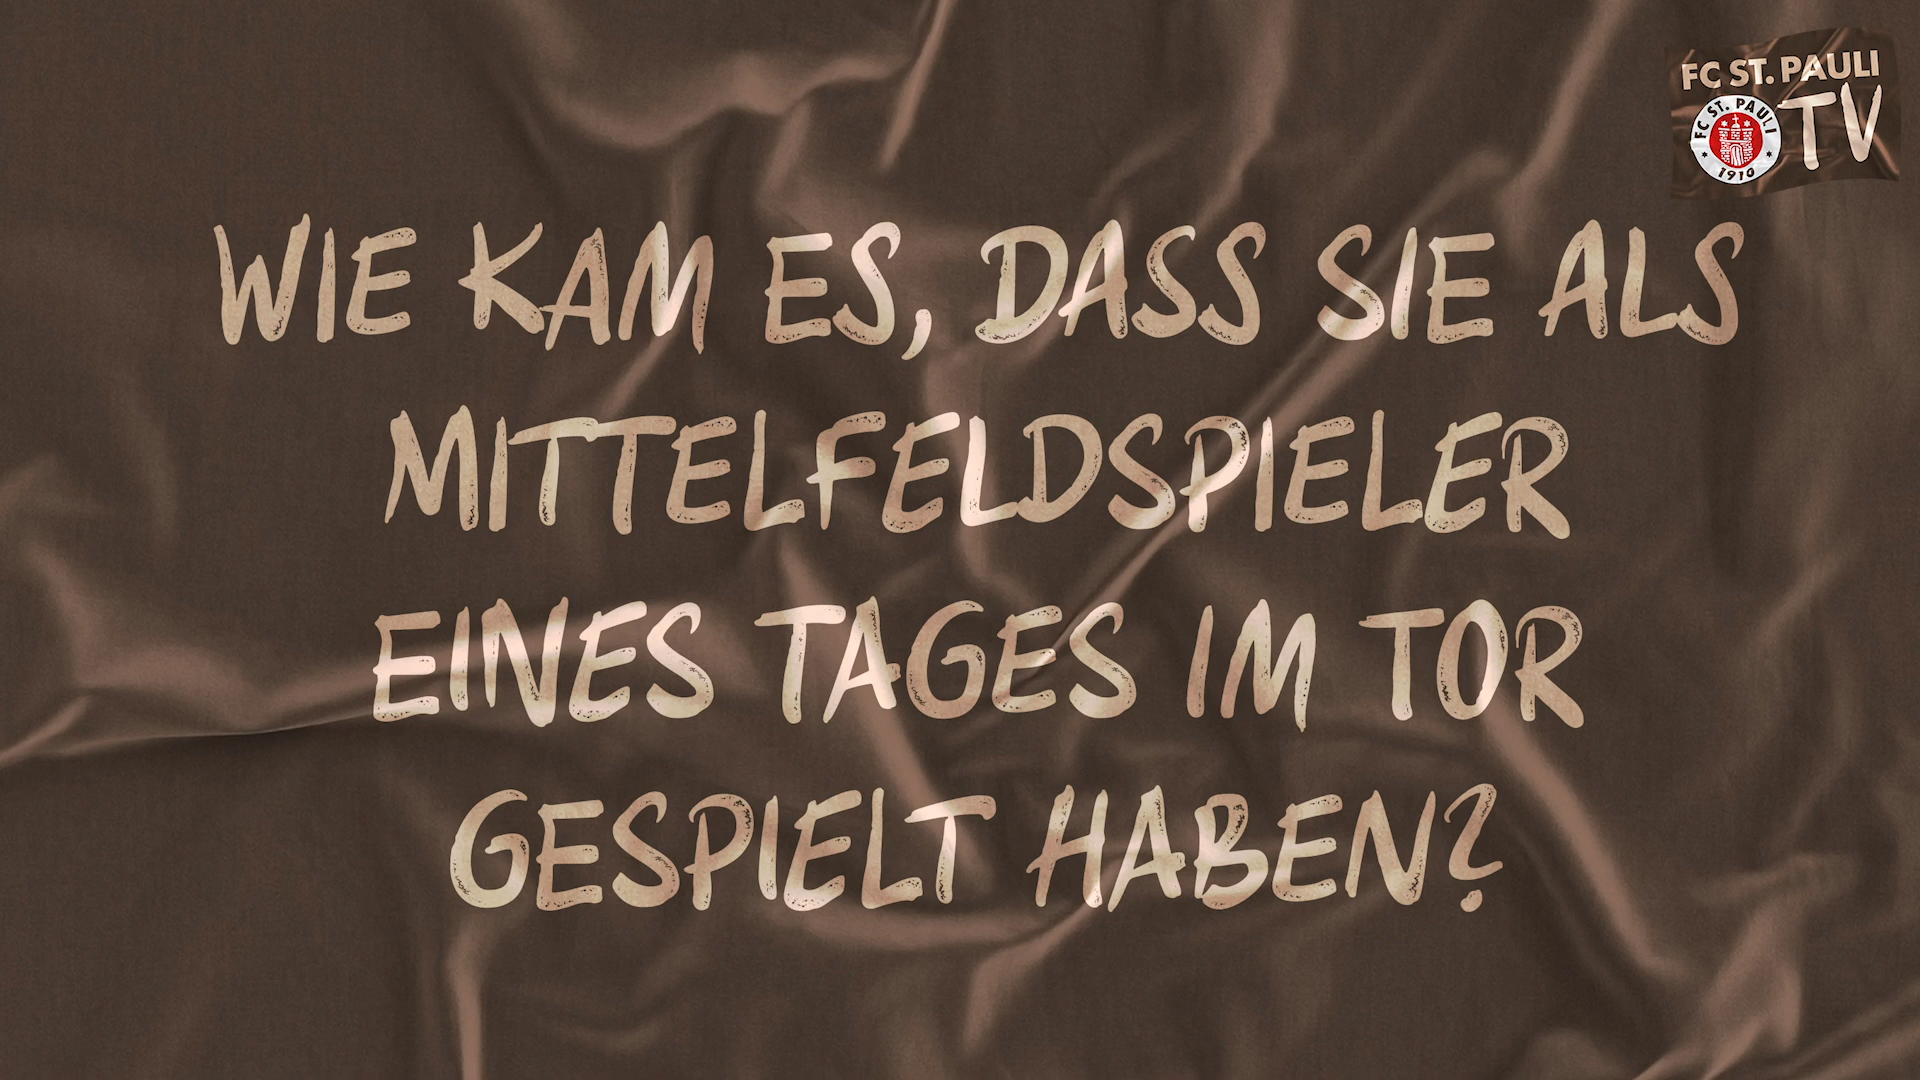 FC ST. PAULI
TV
FC ST. PAULI
1910
WIE KAM ES, DASS SIE ALS
MITTELFELDSPIELER
EINES TAGES IM TOR
GESPIELT HABEN?